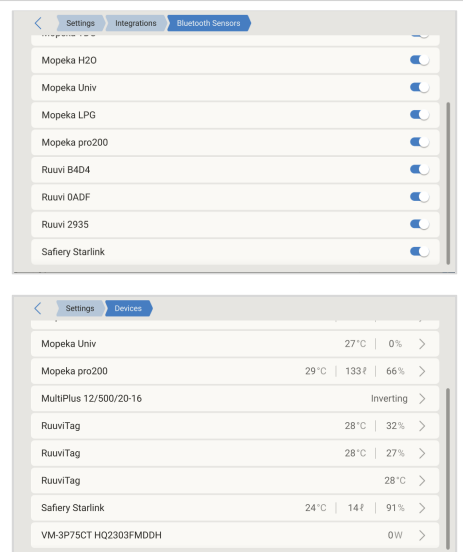 Settings Integrations Bluetooth Sensors
Mopeka H2O
Mopeka Univ
Mopeka LPG
Mopeka pro200
Ruuvi B4D4
Ruuvi 0ADF
Ruuvi 2935
Safiery Starlink
Settings Devices
Mopeka Univ 27°C 0%
Mopeka pro200 29°C 133ℓ 66%
MultiPlus 12/500/20-16 Inverting
RuuviTag 28°C 32%
RuuviTag 28°C 27%
RuuviTag 28°C
Safiery Starlink 24°C 14ℓ 91%
VM-3P75CT HQ2303FMDDH 0W